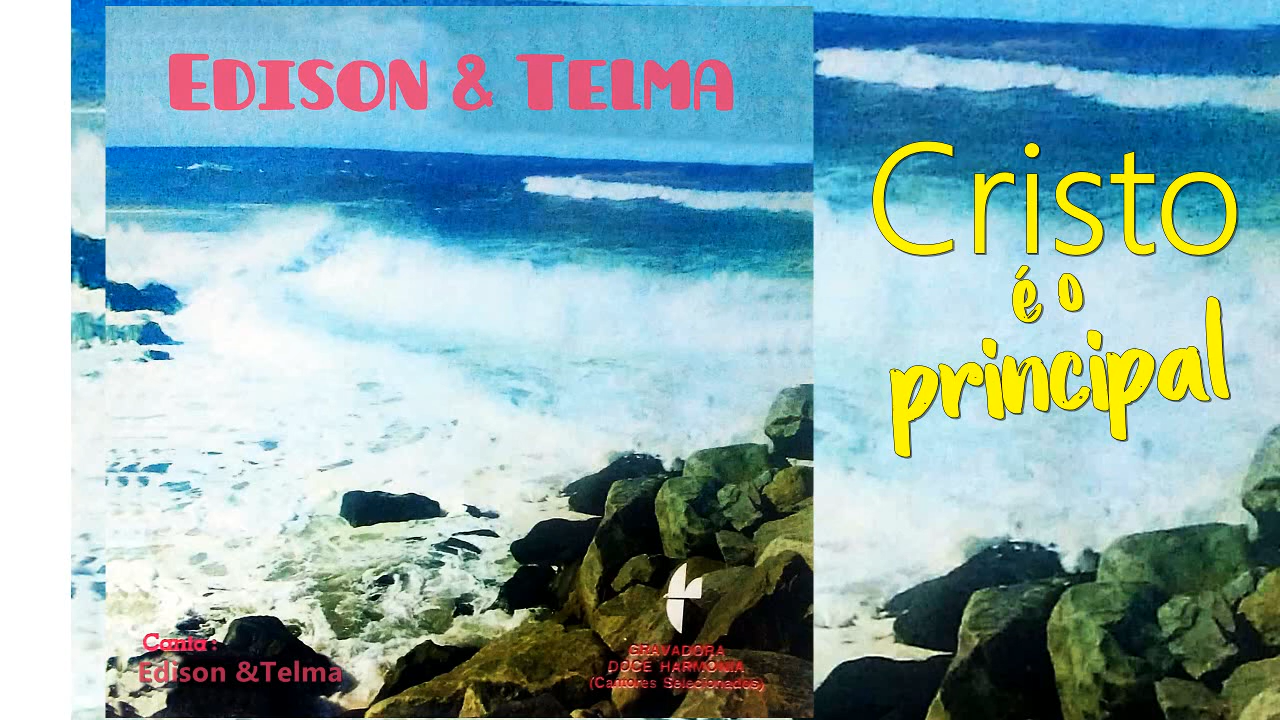 EDISON & TELMA
Cristo
é o
principal
Canta :
Edison &Telma
GRAVADORA
DOCE HARMONIA
(Cantores Selecionados)